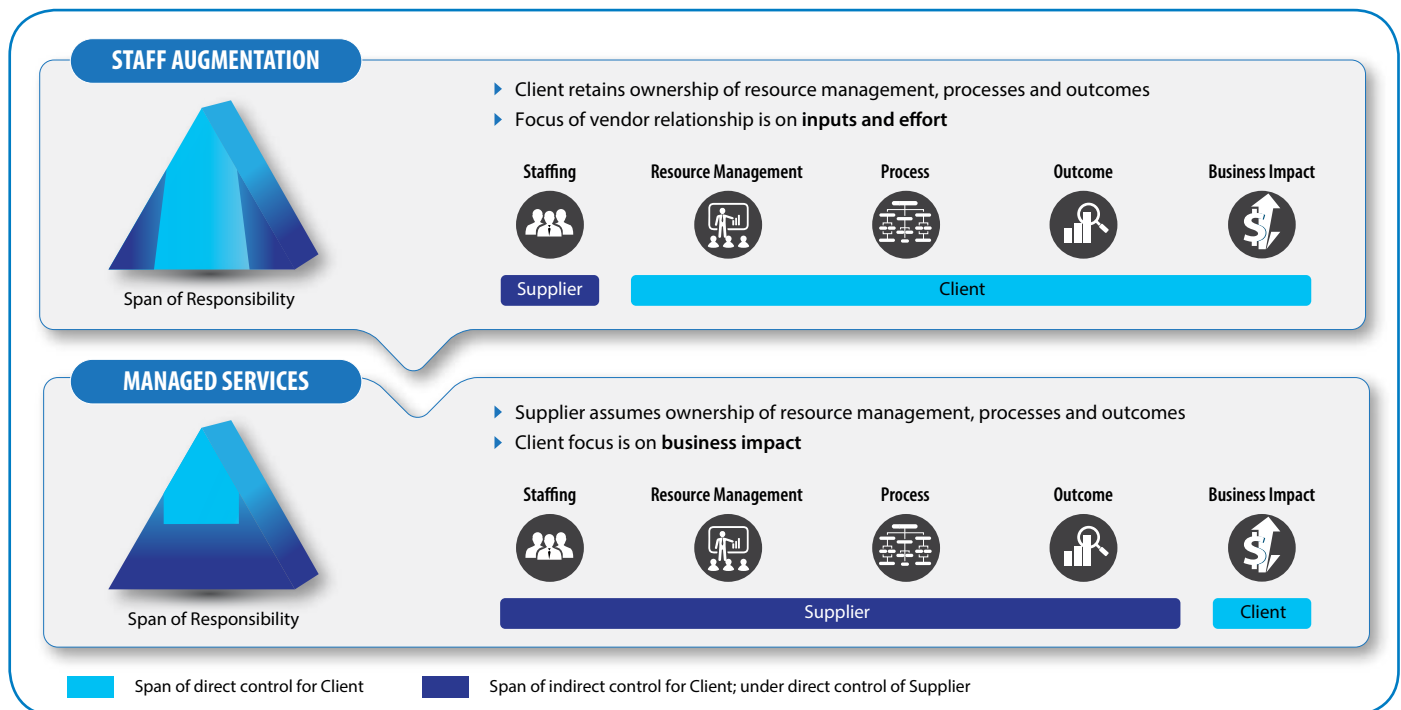 STAFF AUGMENTATION
Client retains ownership of resource management, processes and outcomes
Focus of vendor relationship is on inputs and effort
Staffing Resource Management Process Outcome Business Impact
Supplier Client
Span of Responsibility
MANAGED SERVICES
Supplier assumes ownership of resource management, processes and outcomes
Client focus is on business impact
Staffing Resource Management Process Outcome Business Impact
Supplier Client
Span of Responsibility
Span of direct control for Client Span of indirect control for Client; under direct control of Supplier